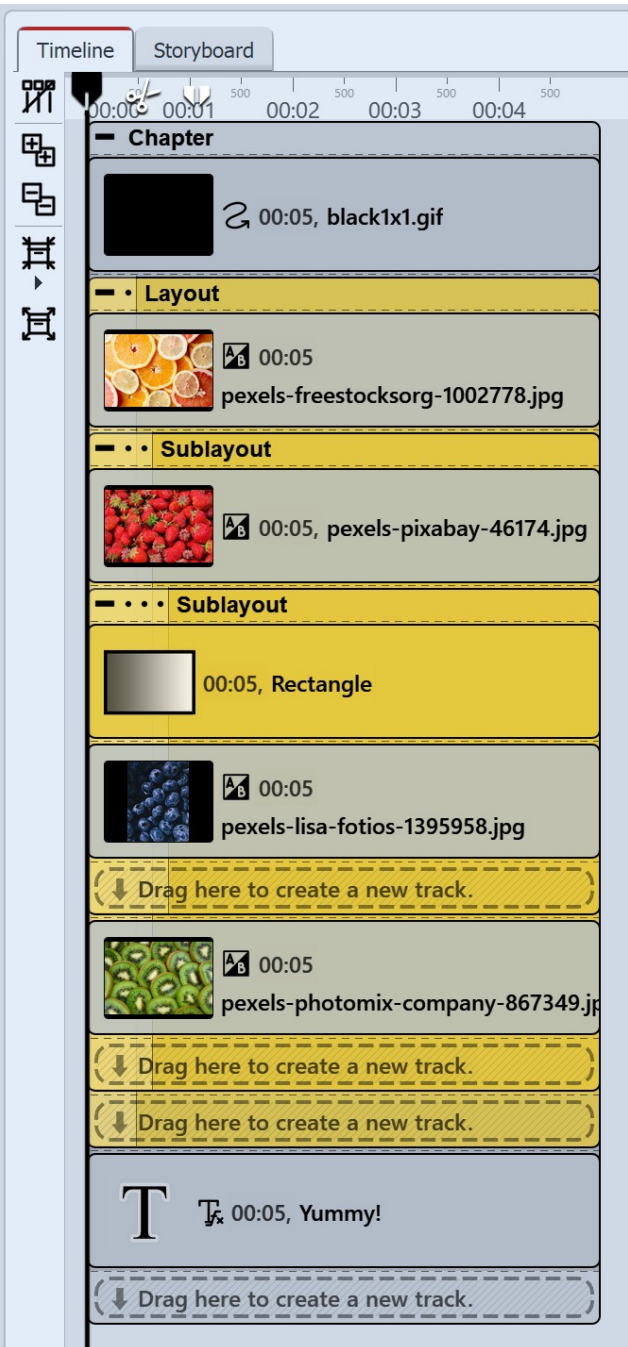 Timeline Storyboard
500 500 500 500 500
00:00 00:01 00:02 00:03 00:04
Chapter
00:05, black1x1.gif
Layout
A/B 00:05
pexels-freestocksorg-1002778.jpg
Sublayout
A/B 00:05, pexels-pixabay-46174.jpg
Sublayout
00:05, Rectangle
A/B 00:05
pexels-lisa-fotios-1395958.jpg
Drag here to create a new track.
A/B 00:05
pexels-photomix-company-867349.jp
Drag here to create a new track.
Drag here to create a new track.
T Tfx 00:05, Yummy!
Drag here to create a new track.